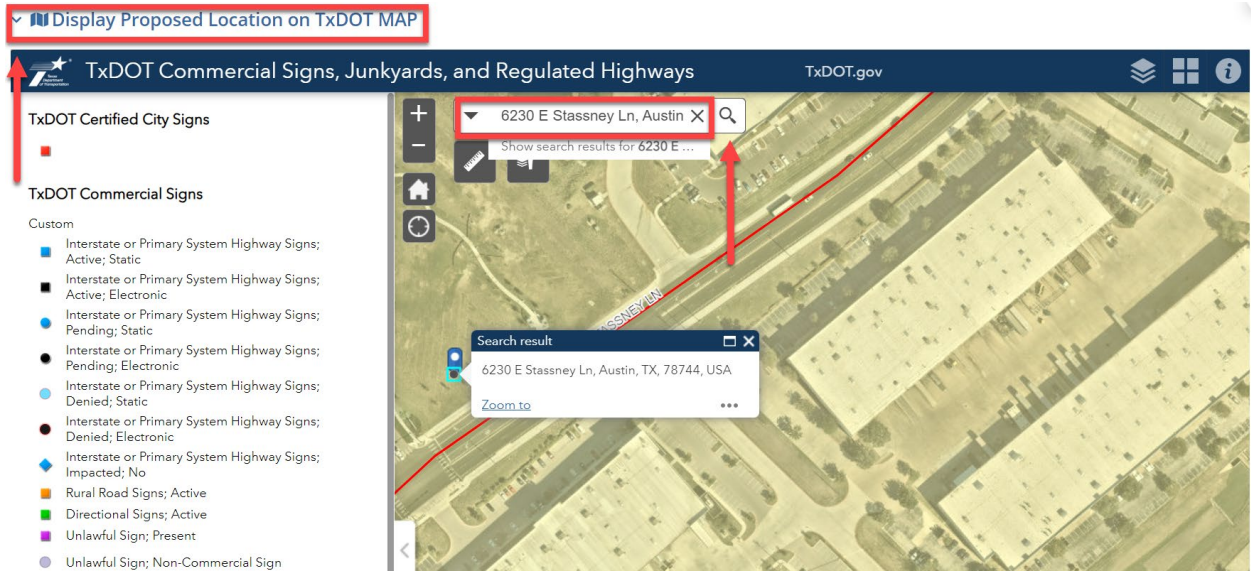 Display Proposed Location on TxDOT MAP
Texas
Department
of Transportation
TxDOT Commercial Signs, Junkyards, and Regulated Highways
TxDOT.gov
TxDOT Certified City Signs
TxDOT Commercial Signs
Custom
Interstate or Primary System Highway Signs;
Active; Static
Interstate or Primary System Highway Signs;
Active; Electronic
Interstate or Primary System Highway Signs;
Pending; Static
Interstate or Primary System Highway Signs;
Pending; Electronic
Interstate or Primary System Highway Signs;
Denied; Static
Interstate or Primary System Highway Signs;
Denied; Electronic
Interstate or Primary System Highway Signs;
Impacted; No
Rural Road Signs; Active
Directional Signs; Active
Unlawful Sign; Present
Unlawful Sign; Non-Commercial Sign
6230 E Stassney Ln, Austin
Show search results for 6230 E ...
ASSNEY LN
Search result
6230 E Stassney Ln, Austin, TX, 78744, USA
Zoom to